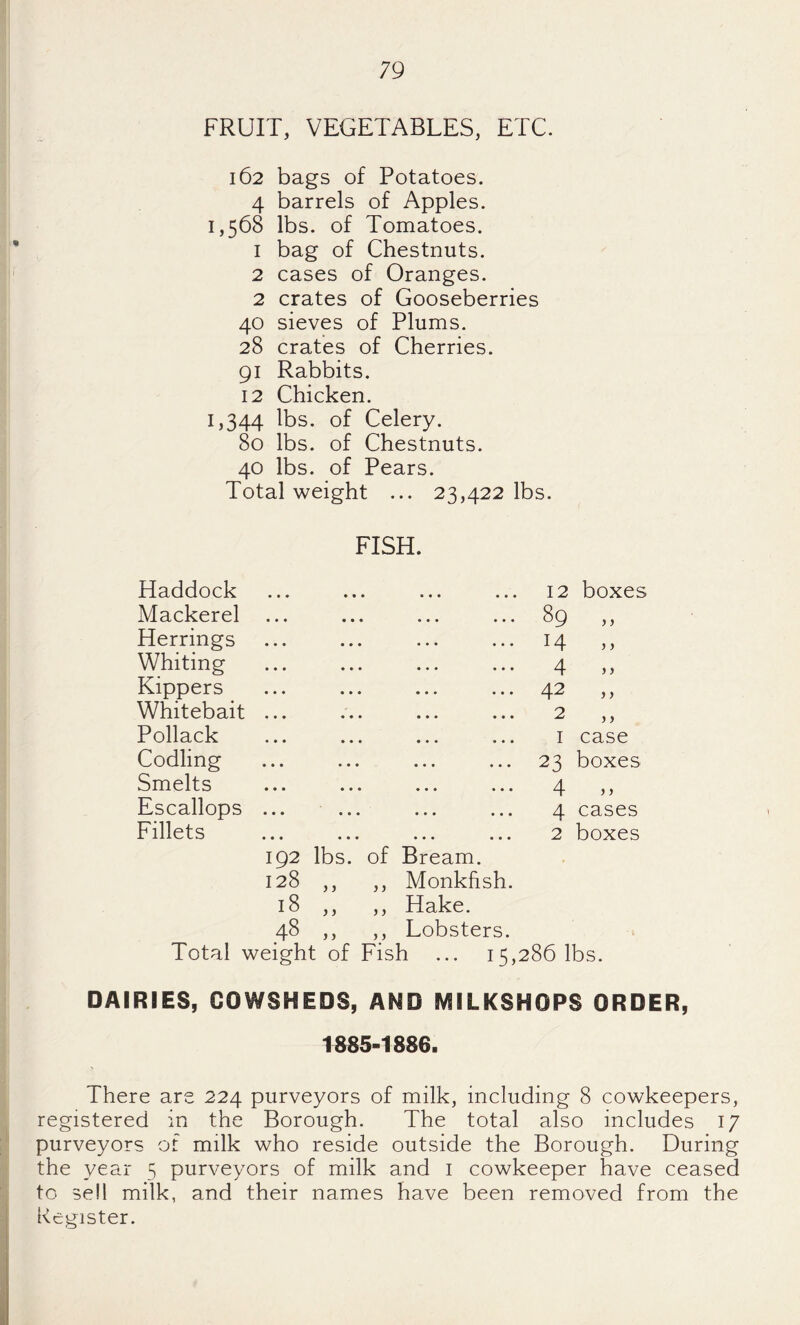 79
FRUIT, VEGETABLES, ETC.
162 bags of Potatoes.
4 barrels of Apples.
1,568 lbs. of Tomatoes.
1 bag of Chestnuts.
2 cases of Oranges.
2 crates of Gooseberries
40 sieves of Plums.
28 crates of Cherries.
91 Rabbits.
12 Chicken.
1,344 lbs. of Celery.
80 lbs. of Chestnuts.
40 lbs. of Pears.
Total weight ... 23,422 lbs.
FISH.
Haddock ... ... ... ... 12 boxes
Mackerel ... ... ... ... 89 ,,
Herrings ... ... ... ... 14 ,,
Whiting ... ... ... ... 4 ,,
Kippers ... ... ... ... 42 ,,
Whitebait ... ... ... ... 2 ,,
Pollack ... ... ... ... 1 case
Codling ... ... ... ... 23 boxes
Smelts ... ... ... ... 4 ,,
Escallops ... ... ... ... 4 cases
Fillets ... ... ... ... 2 boxes
192 lbs. of Bream.
128 ,, ,, Monkfish.
18 ,, ,, Hake.
48 ,, ,, Lobsters.
Total weight of Fish ... 15,286 lbs.
DAIRIES, COWSHEDS, AND MILKSHOPS ORDER,
1885-1886.
There are 224 purveyors of milk, including 8 cowkeepers,
registered in the Borough. The total also includes 17
purveyors of milk who reside outside the Borough. During
the year 5 purveyors of milk and 1 cowkeeper have ceased
to sell milk, and their names have been removed from the
Register.